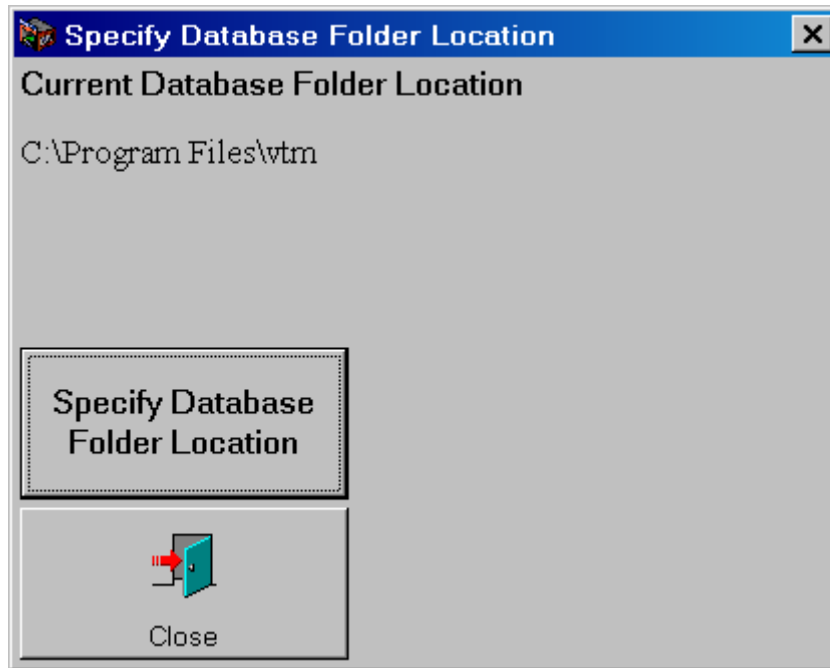 Specify Database Folder Location
Current Database Folder Location
C:\Program Files\vtm
Specify Database
Folder Location
Close